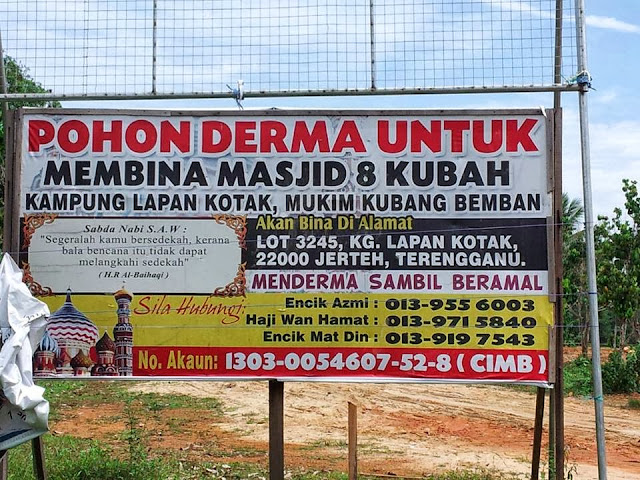 POHON DERMA UNTUK
MEMBINA MASJID 8 KUBAH
KAMPUNG LAPAN KOTAK, MUKIM KUBANG BEMBAN
Sabda Nabi S.A.W :
"Segeralah kamu bersedekah, kerana
bala bencana itu tidak dapat
melangkahi sedekah"
( H.R Al-Baihaqi )
Akan Bina Di Alamat
LOT 3245, KG. LAPAN KOTAK,
22000 JERTEH, TERENGGANU.
MENDERMA SAMBIL BERAMAL
Sila Hubungi:
Encik Azmi : 013-955 6003
Haji Wan Hamat : 013-971 5840
Encik Mat Din : 013-919 7543
No. Akaun: 1303-0054607-52-8 ( CIMB )